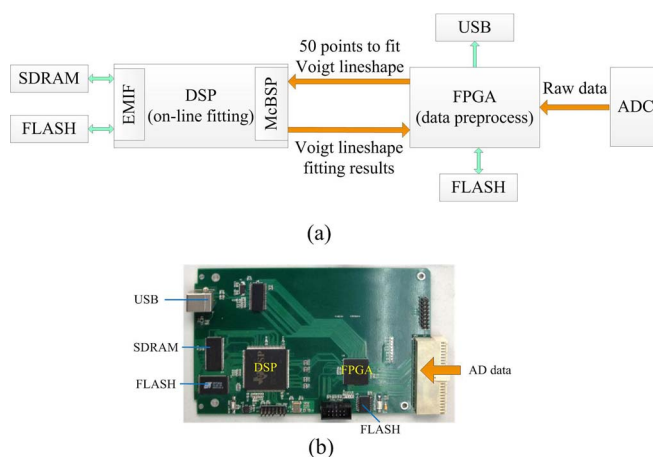 USB
50 points to fit
Voigt lineshape
SDRAM
EMIF
DSP
(on-line fitting)
McBSP
FPGA
(data preprocess)
Raw data
ADC
FLASH
Voigt lineshape
fitting results
FLASH
(a)
USB
SDRAM
DSP
FPGA
AD data
FLASH
FLASH
(b)